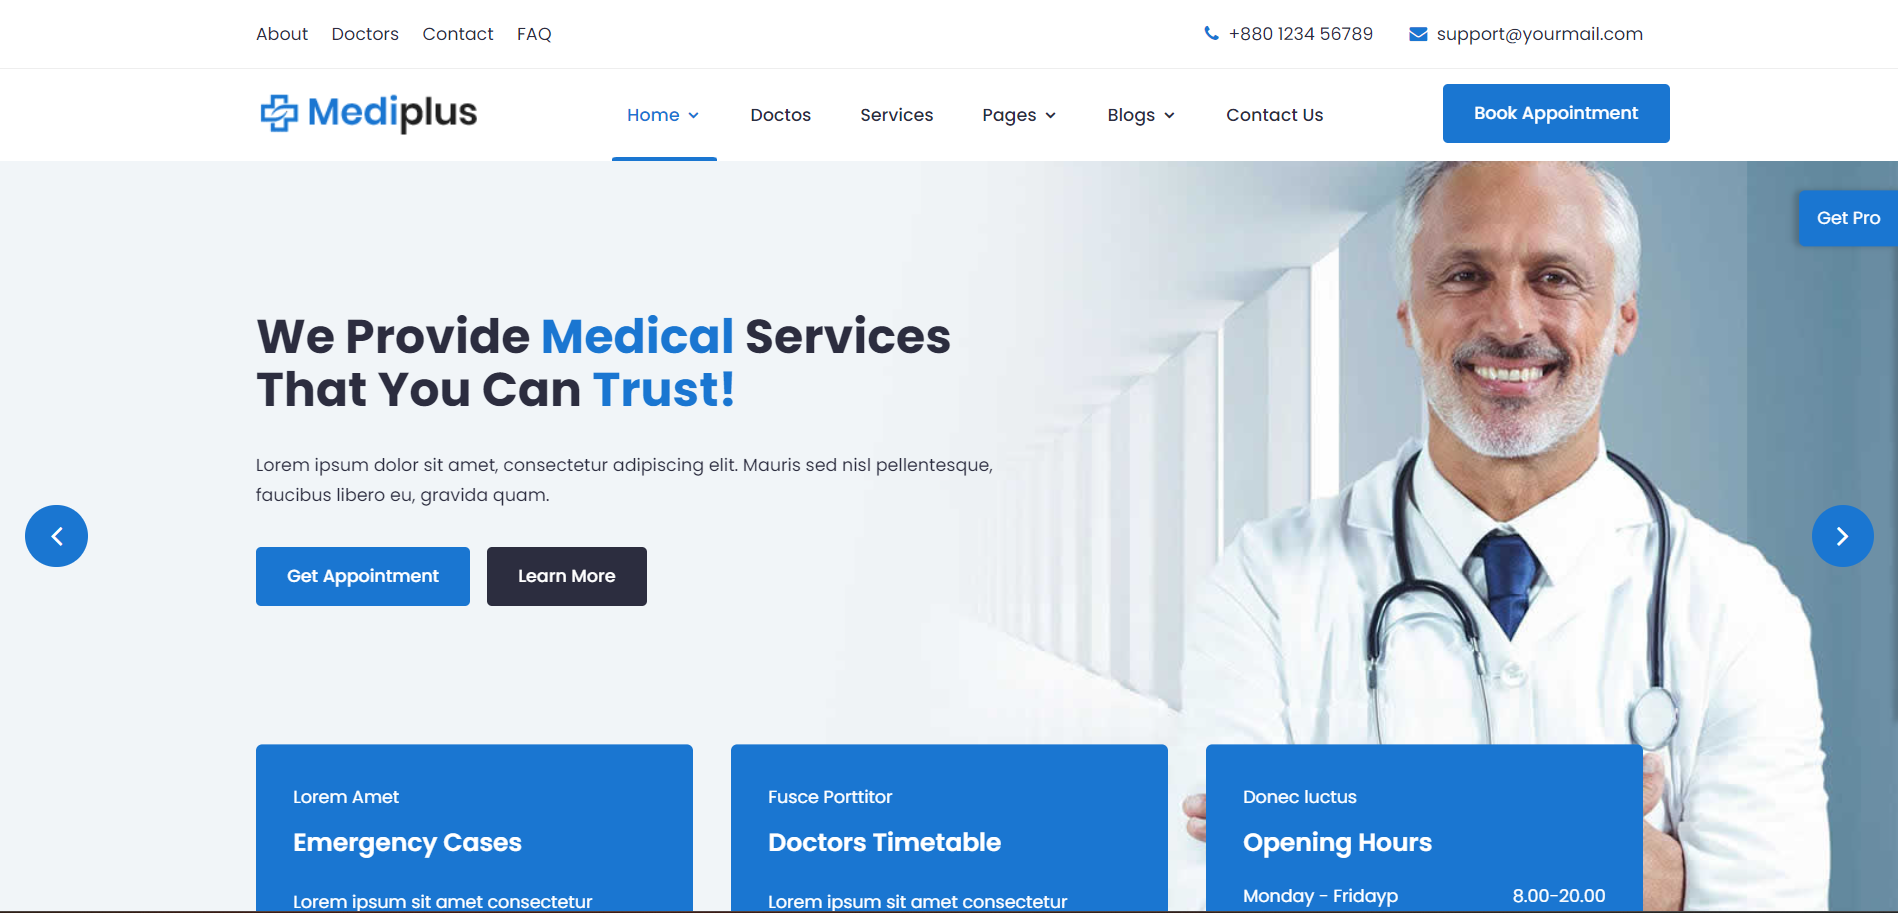 About Doctors Contact FAQ +880 1234 56789 support@yourmail.com
Mediplus Home Doctos Services Pages Blogs Contact Us Book Appointment
Get Pro
We Provide Medical Services
That You Can Trust!
Lorem ipsum dolor sit amet, consectetur adipiscing elit. Mauris sed nisl pellentesque,
faucibus libero eu, gravida quam.
Get Appointment Learn More
Lorem Amet
Emergency Cases
Lorem ipsum sit amet consectetur
Fusce Porttitor
Doctors Timetable
Lorem ipsum sit amet consectetur
Donec luctus
Opening Hours
Monday - Fridayp 8.00-20.00